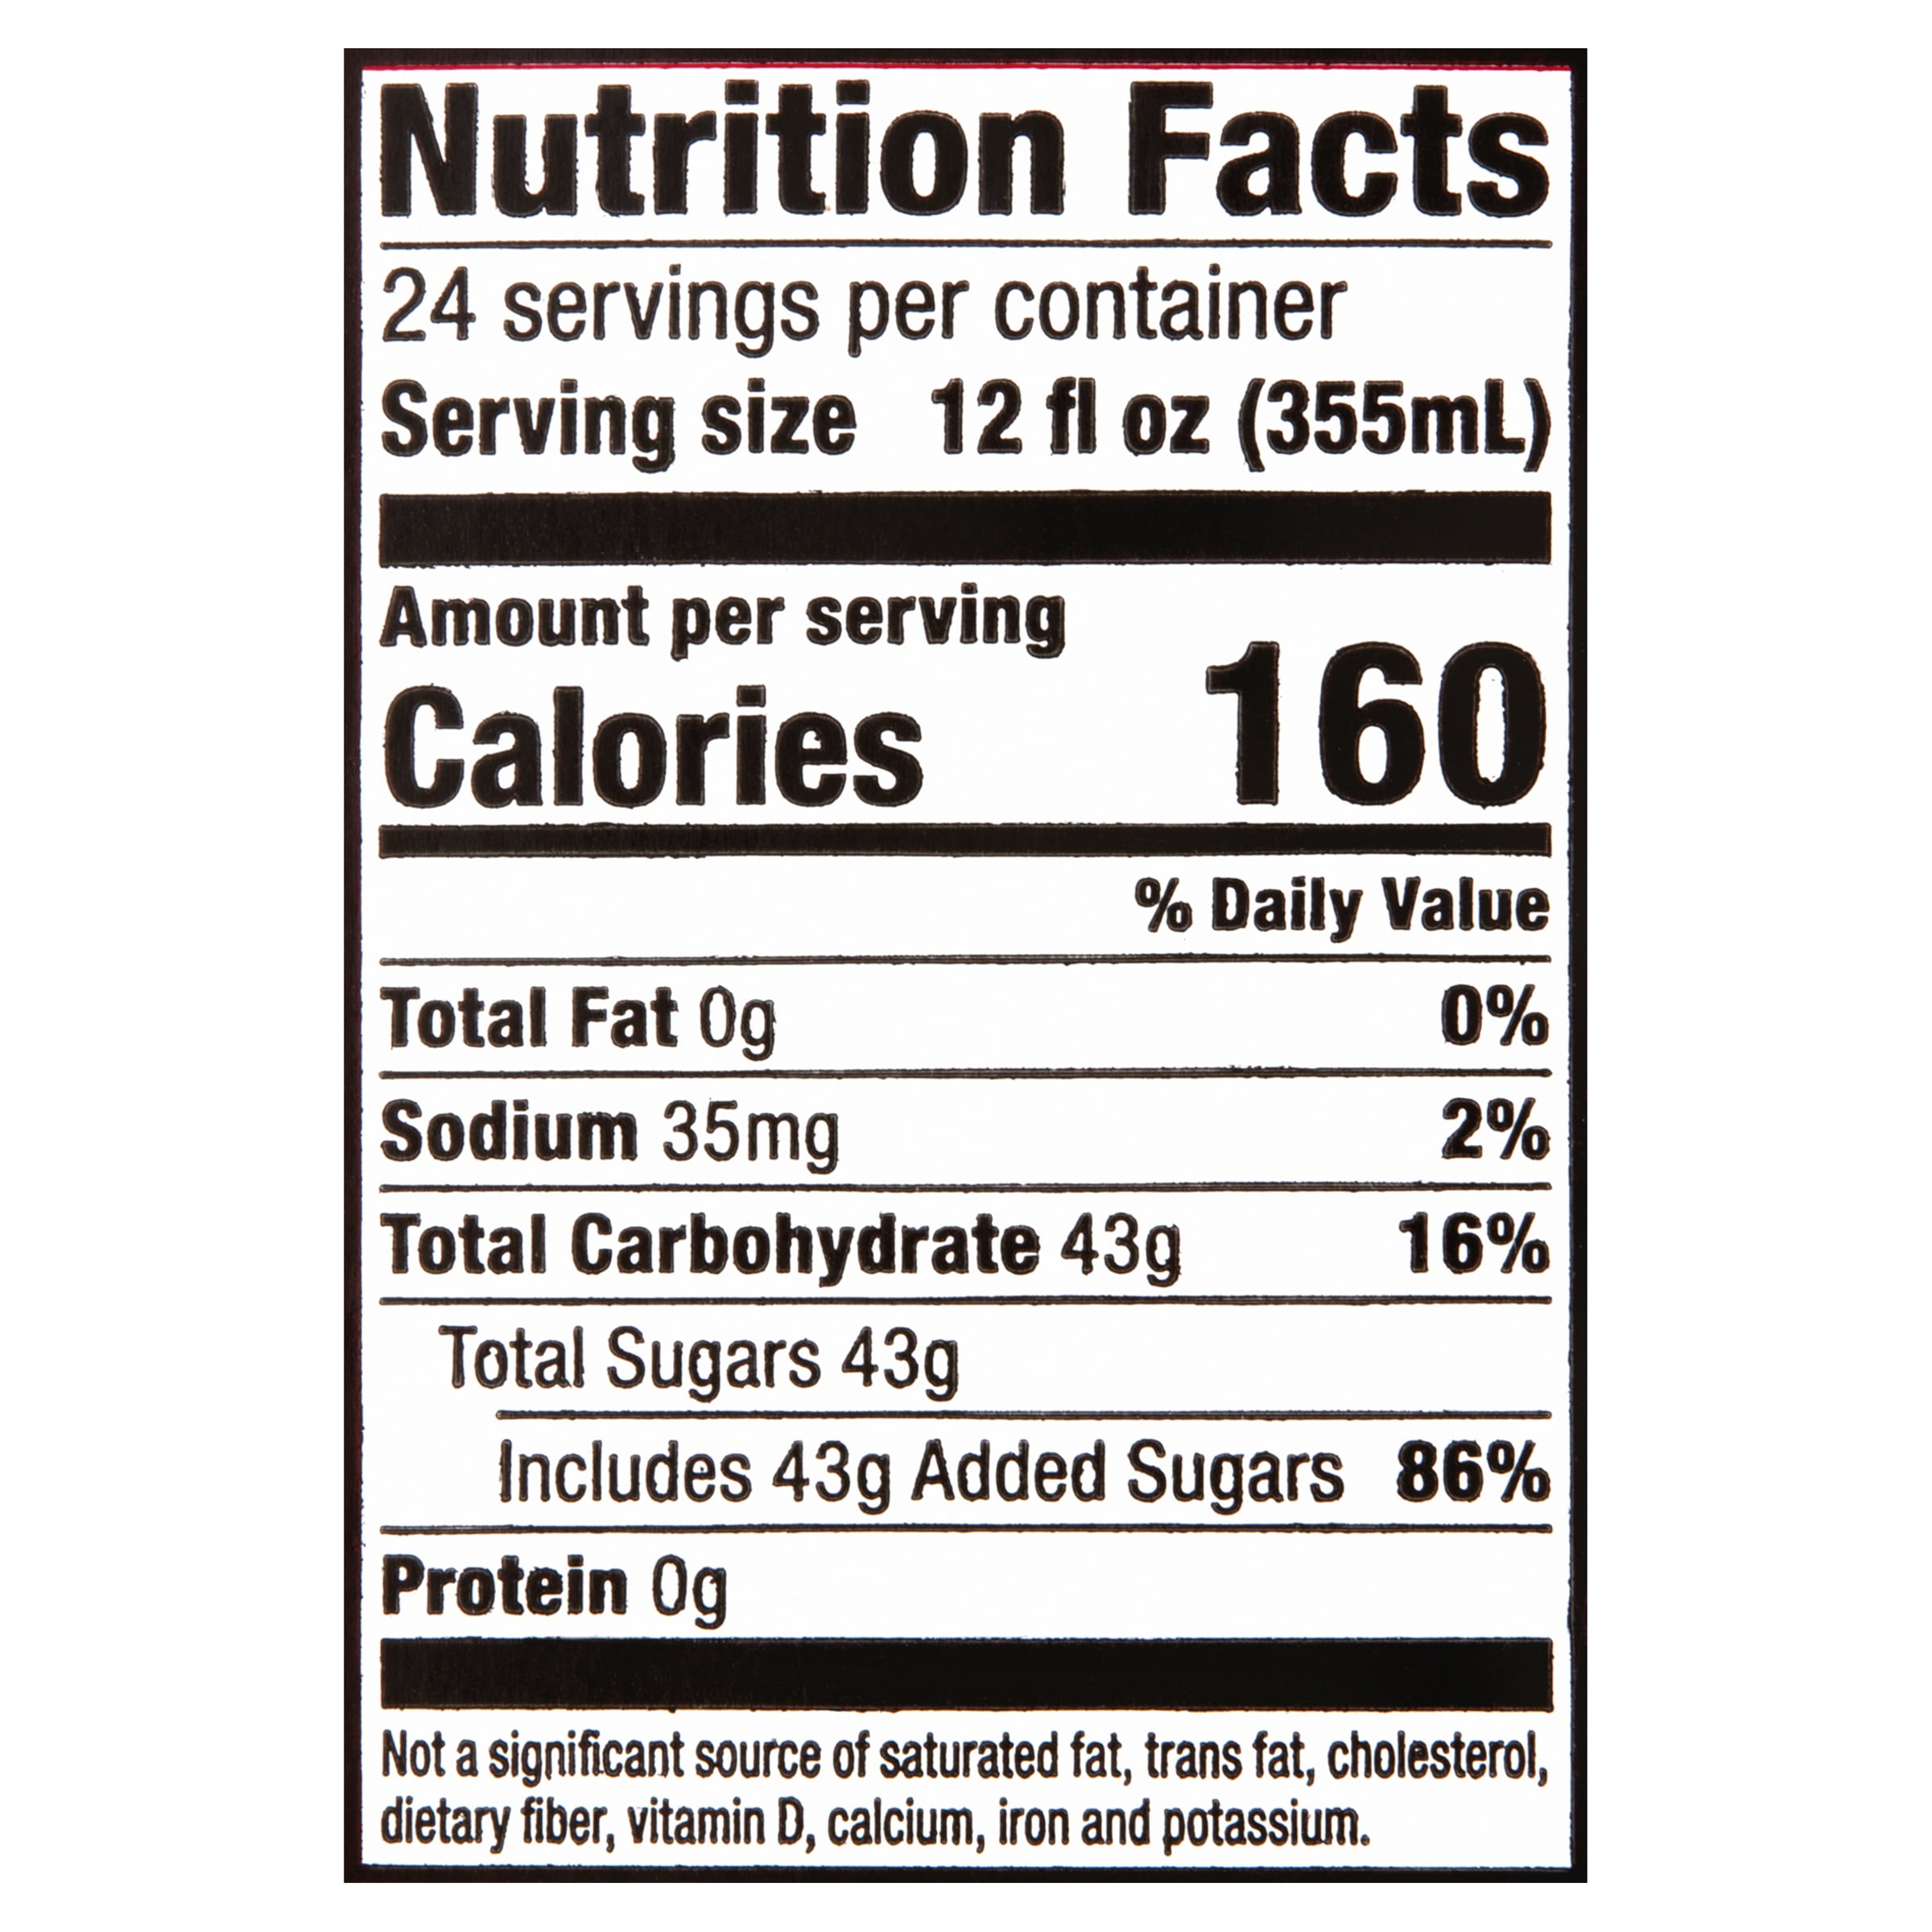 Nutrition Facts
24 servings per container
Serving size 12 fl oz (355mL)
Amount per serving
Calories 160
% Daily Value
Total Fat 0g 0%
Sodium 35mg 2%
Total Carbohydrate 43g 16%
Total Sugars 43g
Includes 43g Added Sugars 86%
Protein 0g
Not a significant source of saturated fat, trans fat, cholesterol,
dietary fiber, vitamin D, calcium, iron and potassium.